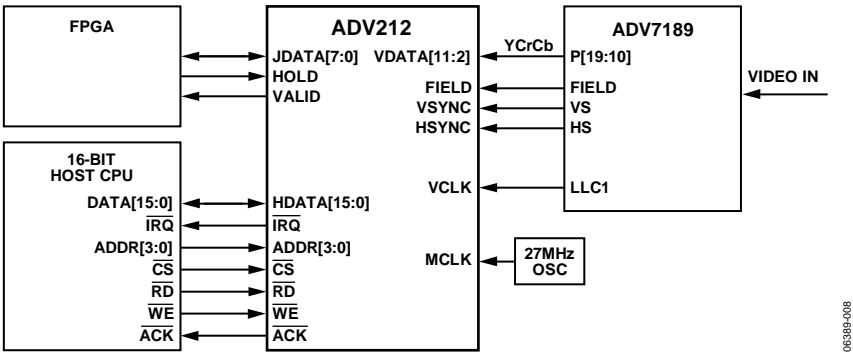 FPGA
ADV212
ADV7189
JDATA[7:0]
HOLD
VALID
VDATA[11:2]
YCrCb
P[19:10]
FIELD
FIELD
VSYNC
VS
HSYNC
HS
VIDEO IN
VCLK
LLC1
MCLK
27MHz
OSC
16-BIT
HOST CPU
DATA[15:0]
HDATA[15:0]
IRQ
IRQ
ADDR[3:0]
ADDR[3:0]
CS
CS
RD
RD
WE
WE
ACK
ACK
06389-008